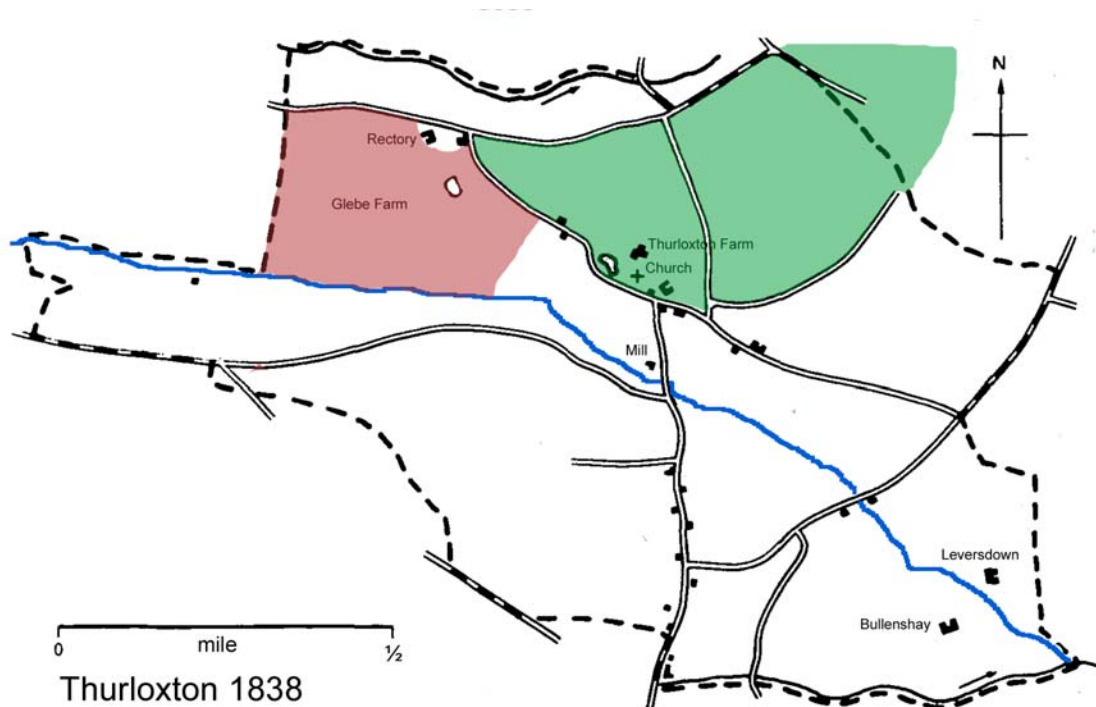 N
Rectory
Glebe Farm
Thurloxton Farm
Church
Mill
Leversdown
Bullenshay
0 mile ½
Thurloxton 1838